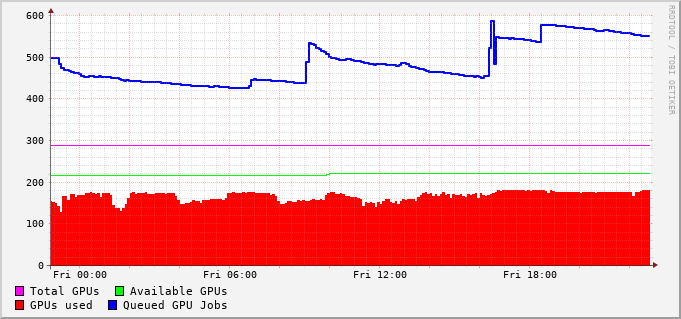 600
500
400
300
200
100
0
Fri 00:00 Fri 06:00 Fri 12:00 Fri 18:00
Total GPUs Available GPUs
GPUs used Queued GPU Jobs
RRDTOOL / TOBI OETIKER